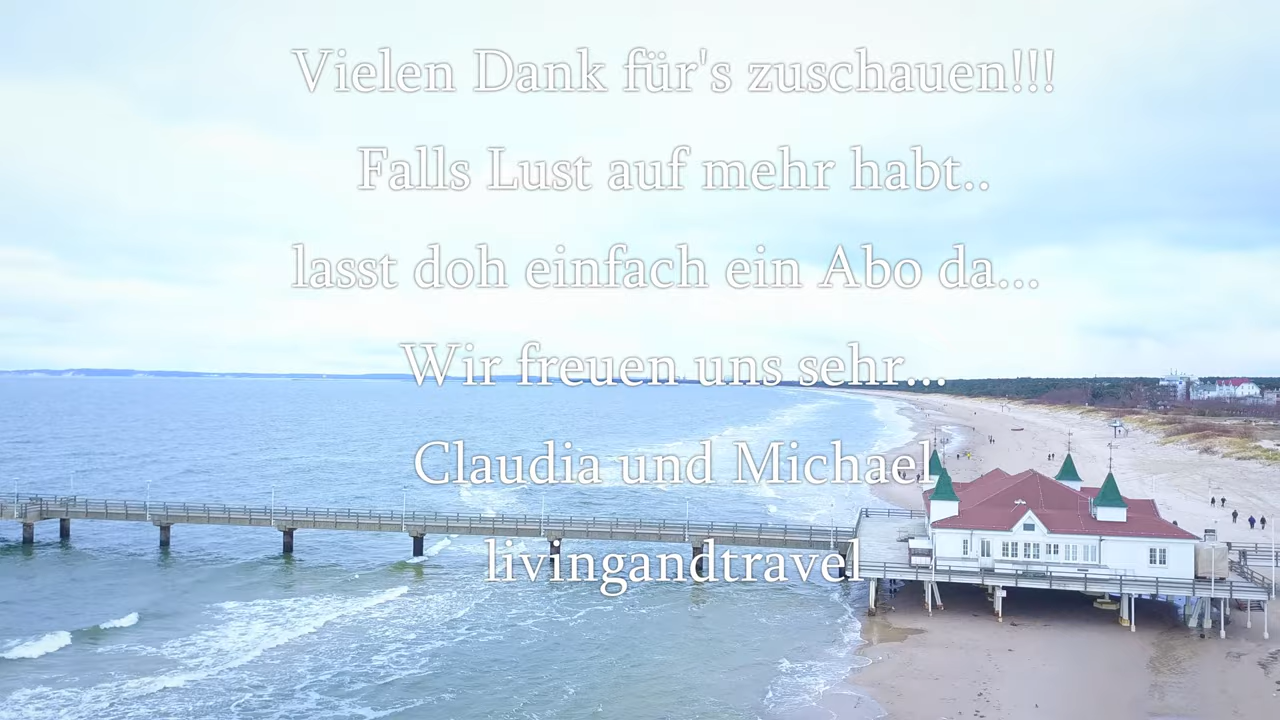 Vielen Dank für's zuschauen!!!
Falls Lust auf mehr habt..
lasst doh einfach ein Abo da...
Wir freuen uns sehr...
Claudia und Michael
livingandtravel